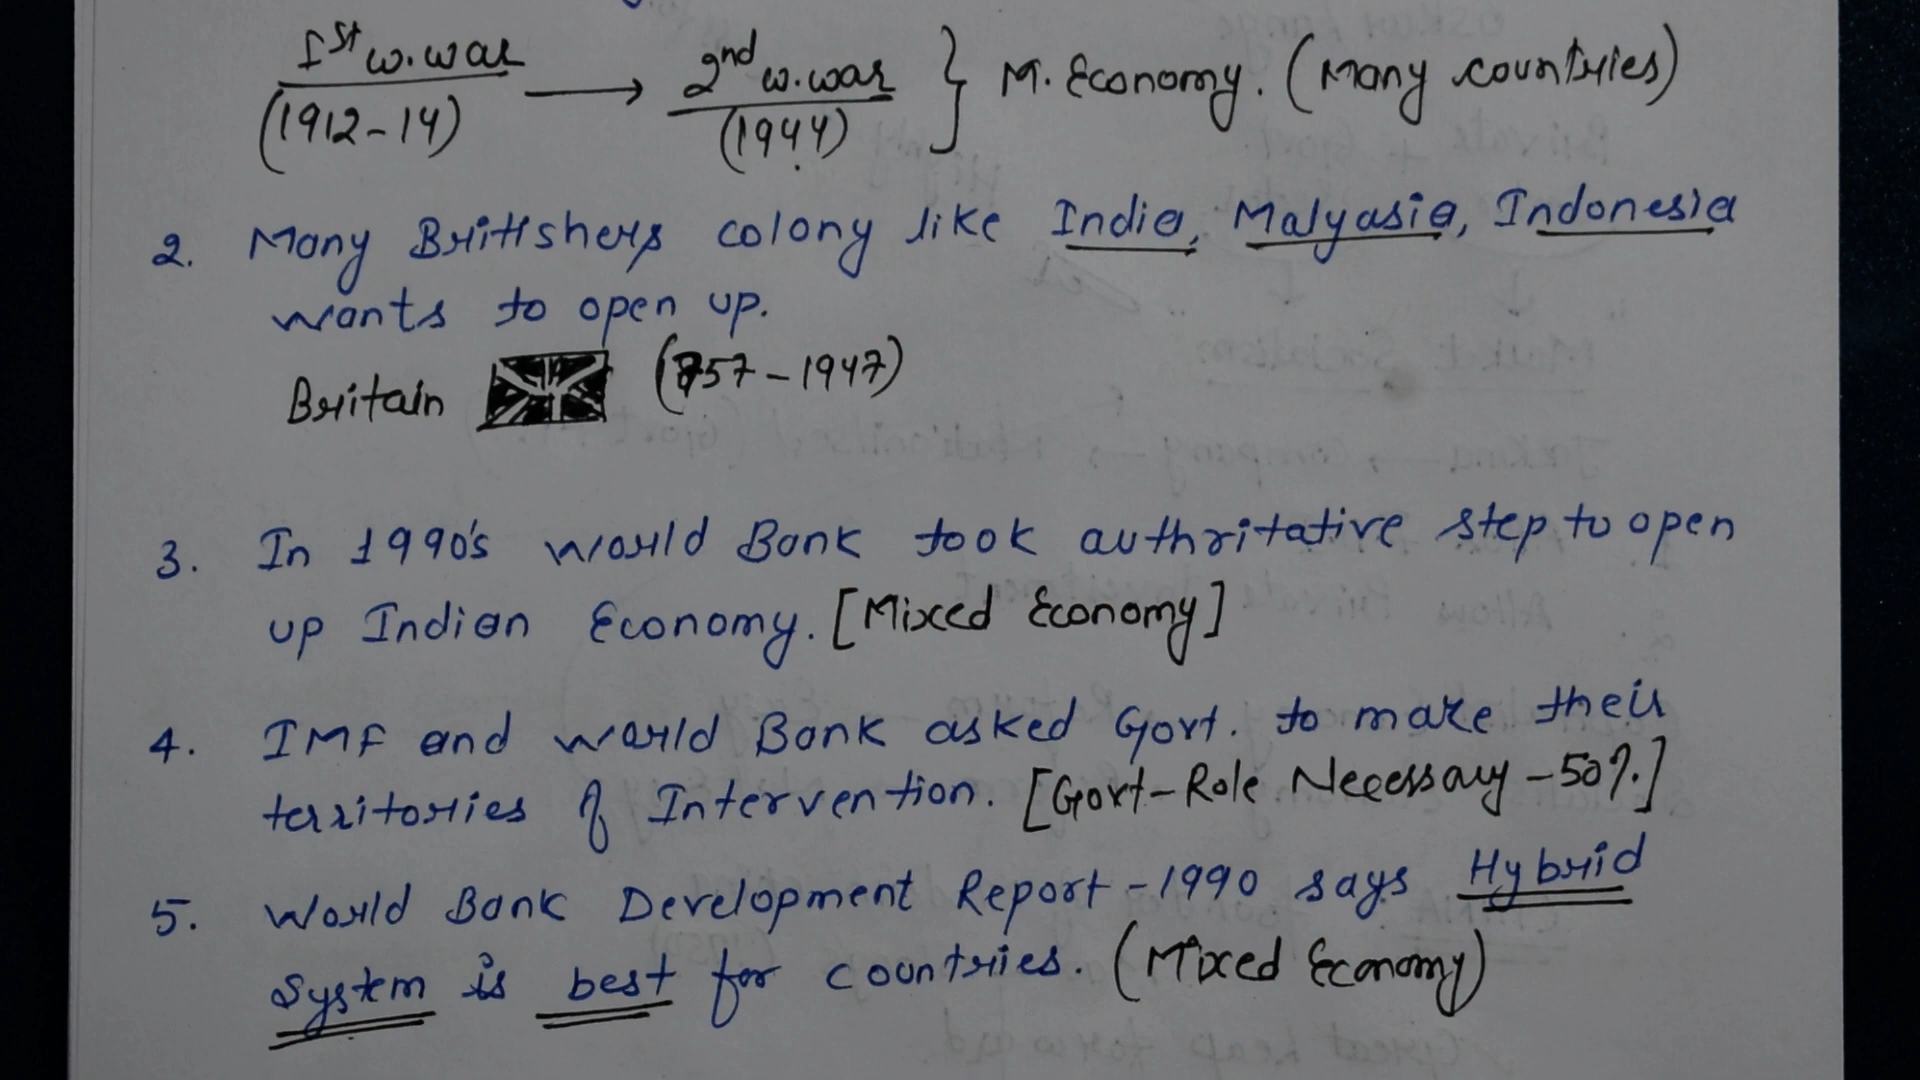 1st w.war → 2nd w.war } M. Economy. (Many countries)
(1912-14) (1944)
2. Many Brittshers colony like India, Malyasia, Indonesia
wants to open up.
Britain (757-1947)
3. In 1990's world Bank took authritative step to open
up Indian Economy. [Mixed Economy]
4. IMF and world Bank asked Govt. to make their
territories of Intervention. [Govt-Role Necessary -50%]
5. World Bank Development Report -1990 says Hybrid
System is best for countries. (Mixed Economy)